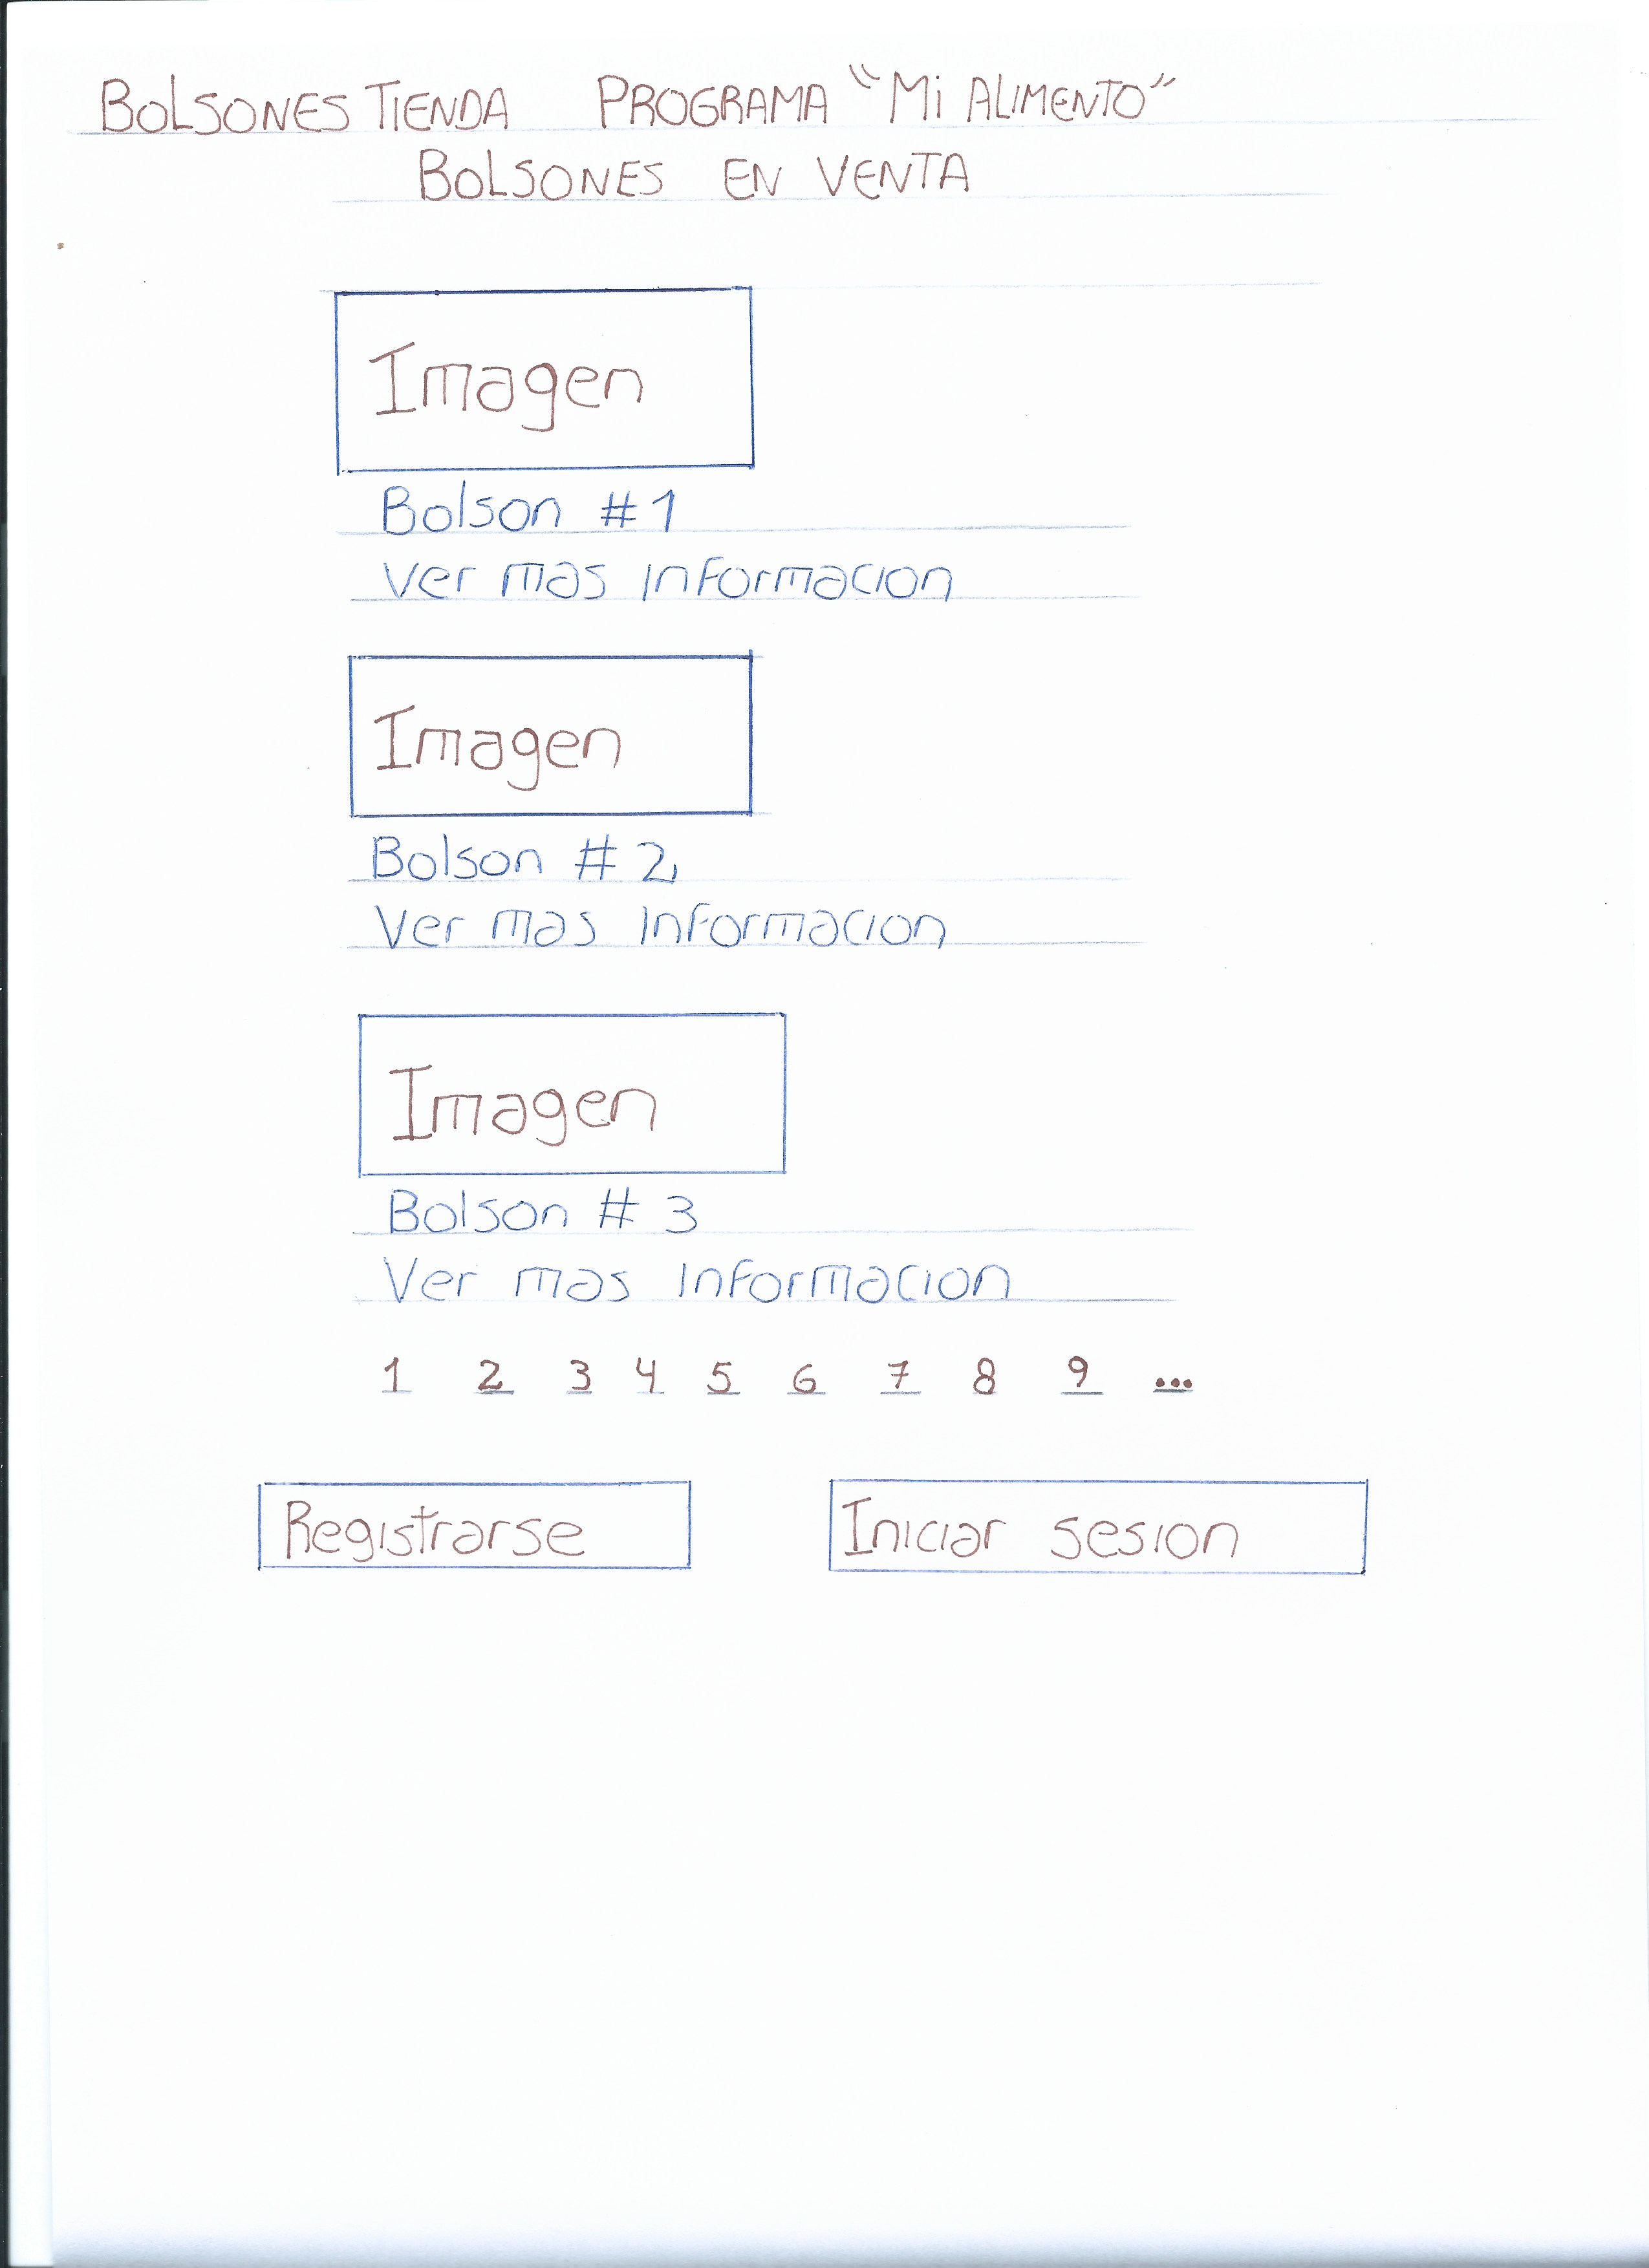 BOLSONES TIENDA PROGRAMA "Mi ALIMENTO"
BOLSONES EN VENTA
Imagen
Bolson #1
Ver mas informacion
Imagen
Bolson # 2
Ver mas informacion
Imagen
Bolson # 3
Ver mas informacion
1 2 3 4 5 6 7 8 9 ...
Registrarse Iniciar sesion